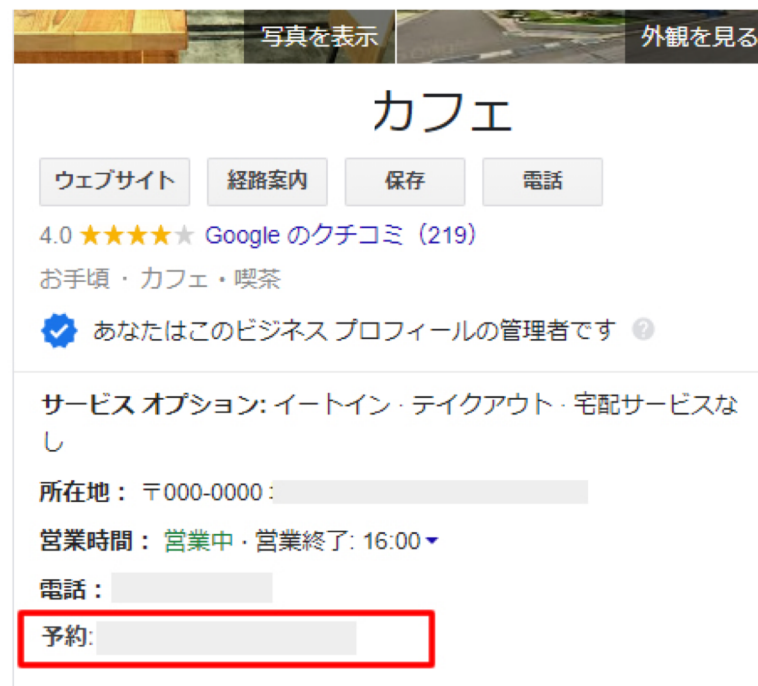 写真を表示
外観を見る
カフェ
ウェブサイト 経路案内 保存 電話
4.0 Google のクチコミ（219）
お手頃・カフェ・喫茶
あなたはこのビジネス プロフィールの管理者です
サービス オプション: イートイン · テイクアウト · 宅配サービスな
し
所在地： 〒000-0000
営業時間： 営業中 · 営業終了: 16:00
電話：
予約: